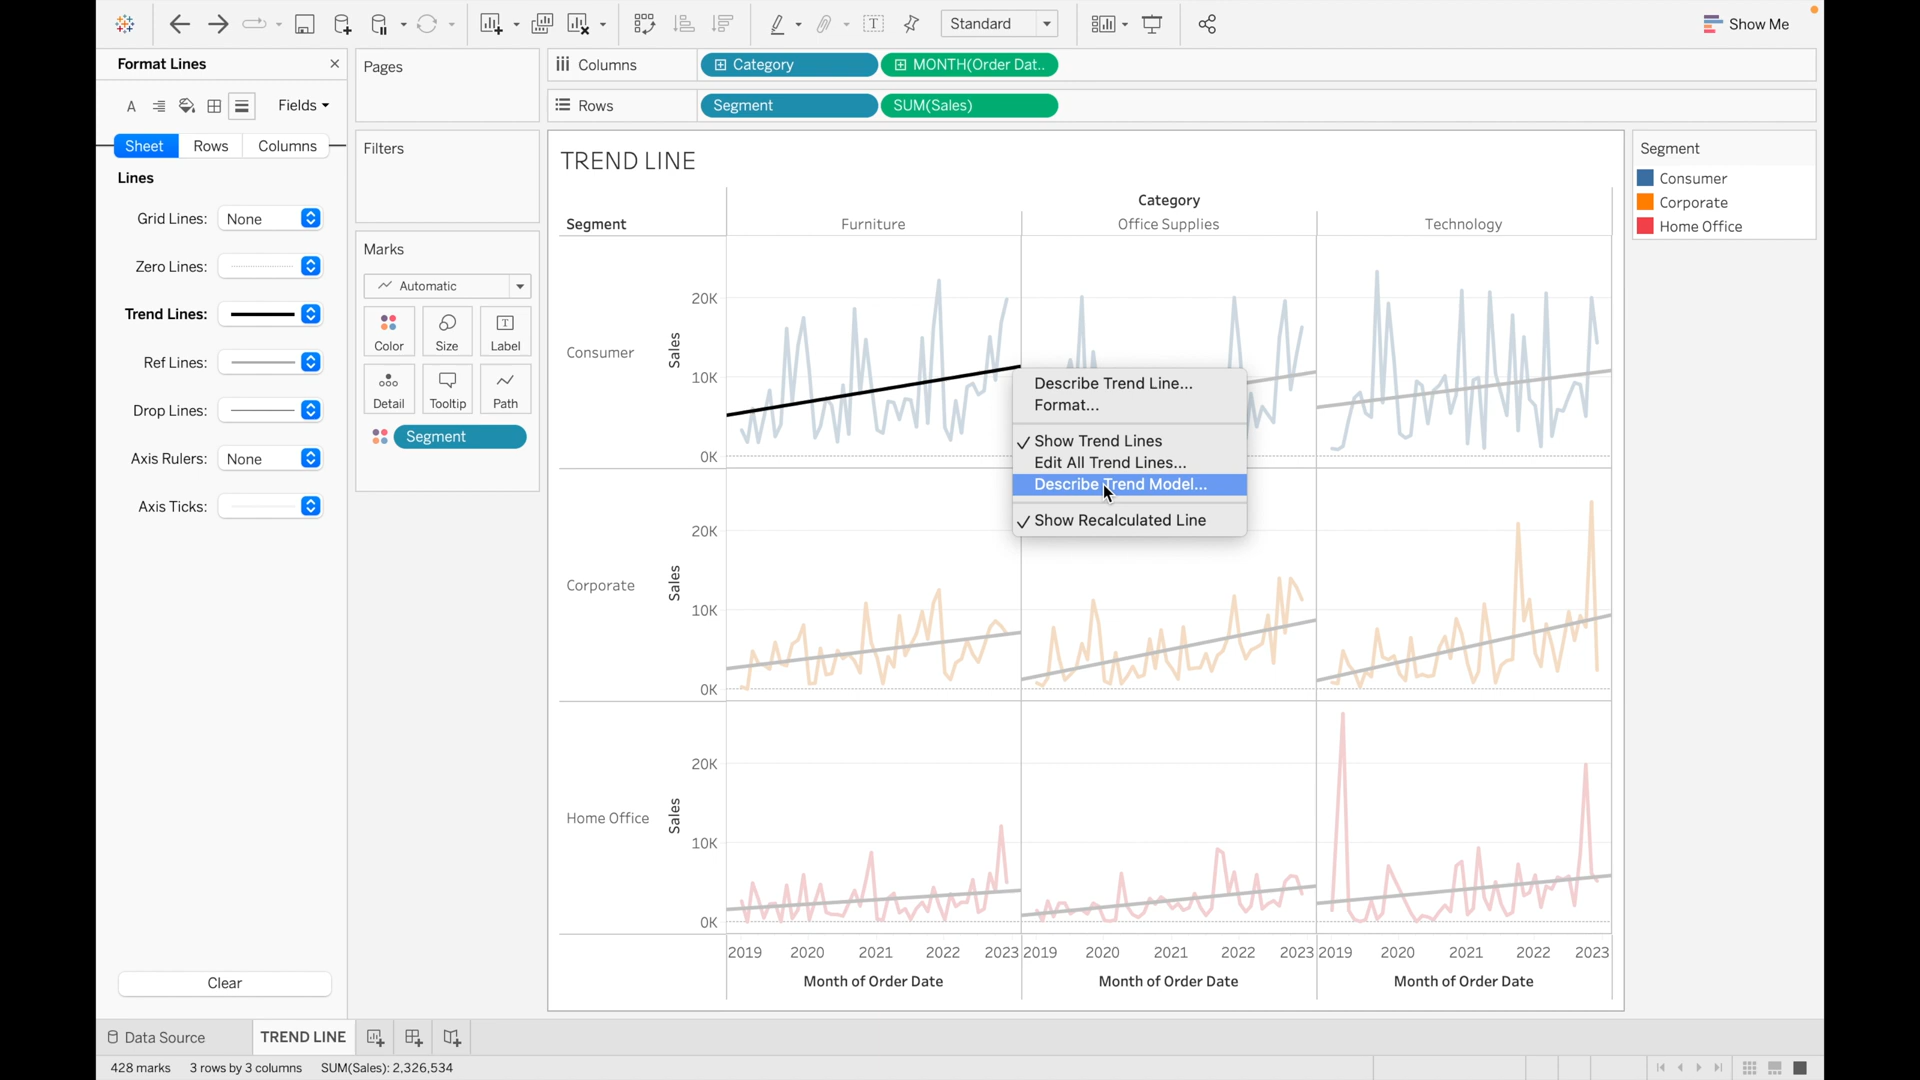 Standard
Show Me
Format Lines
Fields
Sheet
Rows
Columns
Lines
Grid Lines:
None
Zero Lines:
Trend Lines:
Ref Lines:
Drop Lines:
Axis Rulers:
None
Axis Ticks:
Clear
Pages
Filters
Marks
Automatic
Color
Size
Label
Detail
Tooltip
Path
Segment
Columns
Category
MONTH(Order Dat..
Rows
Segment
SUM(Sales)
TREND LINE
Category
Segment
Furniture
Office Supplies
Technology
Consumer
Sales
20K
10K
0K
Corporate
Sales
20K
10K
0K
Home Office
Sales
20K
10K
0K
2019 2020 2021 2022 2023
2019 2020 2021 2022 2023
2019 2020 2021 2022 2023
Month of Order Date
Month of Order Date
Month of Order Date
Describe Trend Line...
Format...
Show Trend Lines
Edit All Trend Lines...
Describe Trend Model...
Show Recalculated Line
Segment
Consumer
Corporate
Home Office
Data Source
TREND LINE
428 marks
3 rows by 3 columns
SUM(Sales): 2,326,534